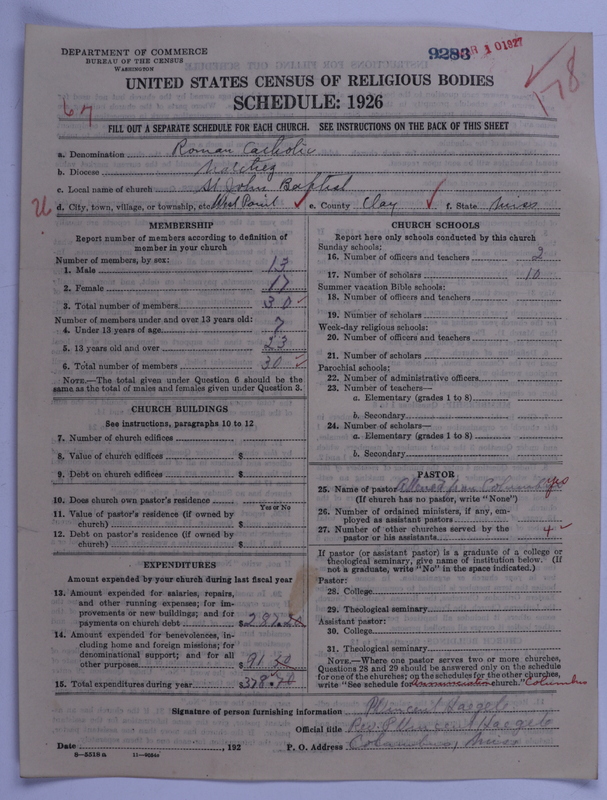 DEPARTMENT OF COMMERCE
BUREAU OF THE CENSUS
WASHINGTON
9283
1927
178
67
UNITED STATES CENSUS OF RELIGIOUS BODIES
SCHEDULE: 1926
FILL OUT A SEPARATE SCHEDULE FOR EACH CHURCH. SEE INSTRUCTIONS ON THE BACK OF THIS SHEET
a. Denomination Roman Catholic
b. Diocese Natchez
c. Local name of church St John Baptist
26 d. City, town, village, or township, etc. West Point e. County Clay f. State Miss
MEMBERSHIP
Report number of members according to definition of
member in your church
Number of members, by sex:
1. Male 13
2. Female 17
3. Total number of members 30
Number of members under and over 13 years old:
4. Under 13 years of age 7
5. 13 years old and over 23
6. Total number of members 30
NOTE.—The total given under Question 6 should be the
same as the total of males and females given under Question 3.
CHURCH BUILDINGS
See instructions, paragraphs 10 to 12
7. Number of church edifices
8. Value of church edifices $
9. Debt on church edifices $
10. Does church own pastor's residence
Yes or No
11. Value of pastor's residence (if owned by
church) $
12. Debt on pastor's residence (if owned by
church) $
EXPENDITURES
Amount expended by your church during last fiscal year
13. Amount expended for salaries, repairs,
and other running expenses; for im-
provements or new buildings; and for
payments on church debt $
14. Amount expended for benevolences, in-
cluding home and foreign missions; for
denominational support; and for all
other purposes $
15. Total expenditures during year $
CHURCH SCHOOLS
Report here only schools conducted by this church
Sunday schools:
16. Number of officers and teachers 2
17. Number of scholars 10
Summer vacation Bible schools:
18. Number of officers and teachers
19. Number of scholars
Week-day religious schools:
20. Number of officers and teachers
21. Number of scholars
Parochial schools:
22. Number of administrative officers
23. Number of teachers—
a. Elementary (grades 1 to 8)
b. Secondary
24. Number of scholars—
a. Elementary (grades 1 to 8)
b. Secondary
PASTOR
25. Name of pastor yes
(If church has no pastor, write "None")
26. Number of ordained ministers, if any, em-
ployed as assistant pastors
27. Number of other churches served by the
pastor or his assistants 4
If pastor (or assistant pastor) is a graduate of a college or
theological seminary, give name of institution below. (If
not a graduate, write "No" in the space indicated.)
Pastor:
28. College
29. Theological seminary
Assistant pastor:
30. College
31. Theological seminary
NOTE.—Where one pastor serves two or more churches,
Questions 28 and 29 should be answered only on the schedule
for one of the churches; on the schedules for the other churches,
write "See schedule for Annunciation church." Columbus
Signature of person furnishing information P Vincent Haegele
Official title Rev P Vincent Haegele
Date , 192 P. O. Address Columbus, Miss
8—5518 a